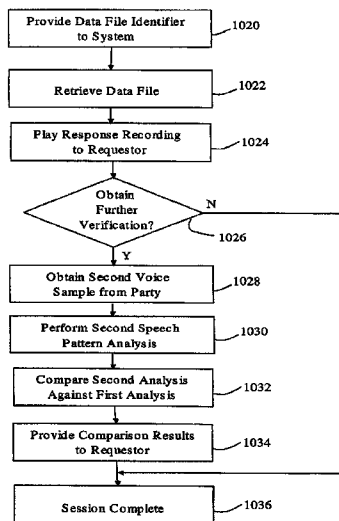 Provide Data File Identifier
to System
1020
Retrieve Data File
1022
Play Response Recording
to Requestor
1024
Obtain
Further
Verification?
N
1026
Y
Obtain Second Voice
Sample from Party
1028
Perform Second Speech
Pattern Analysis
1030
Compare Second Analysis
Against First Analysis
1032
Provide Comparison Results
to Requestor
1034
Session Complete
1036